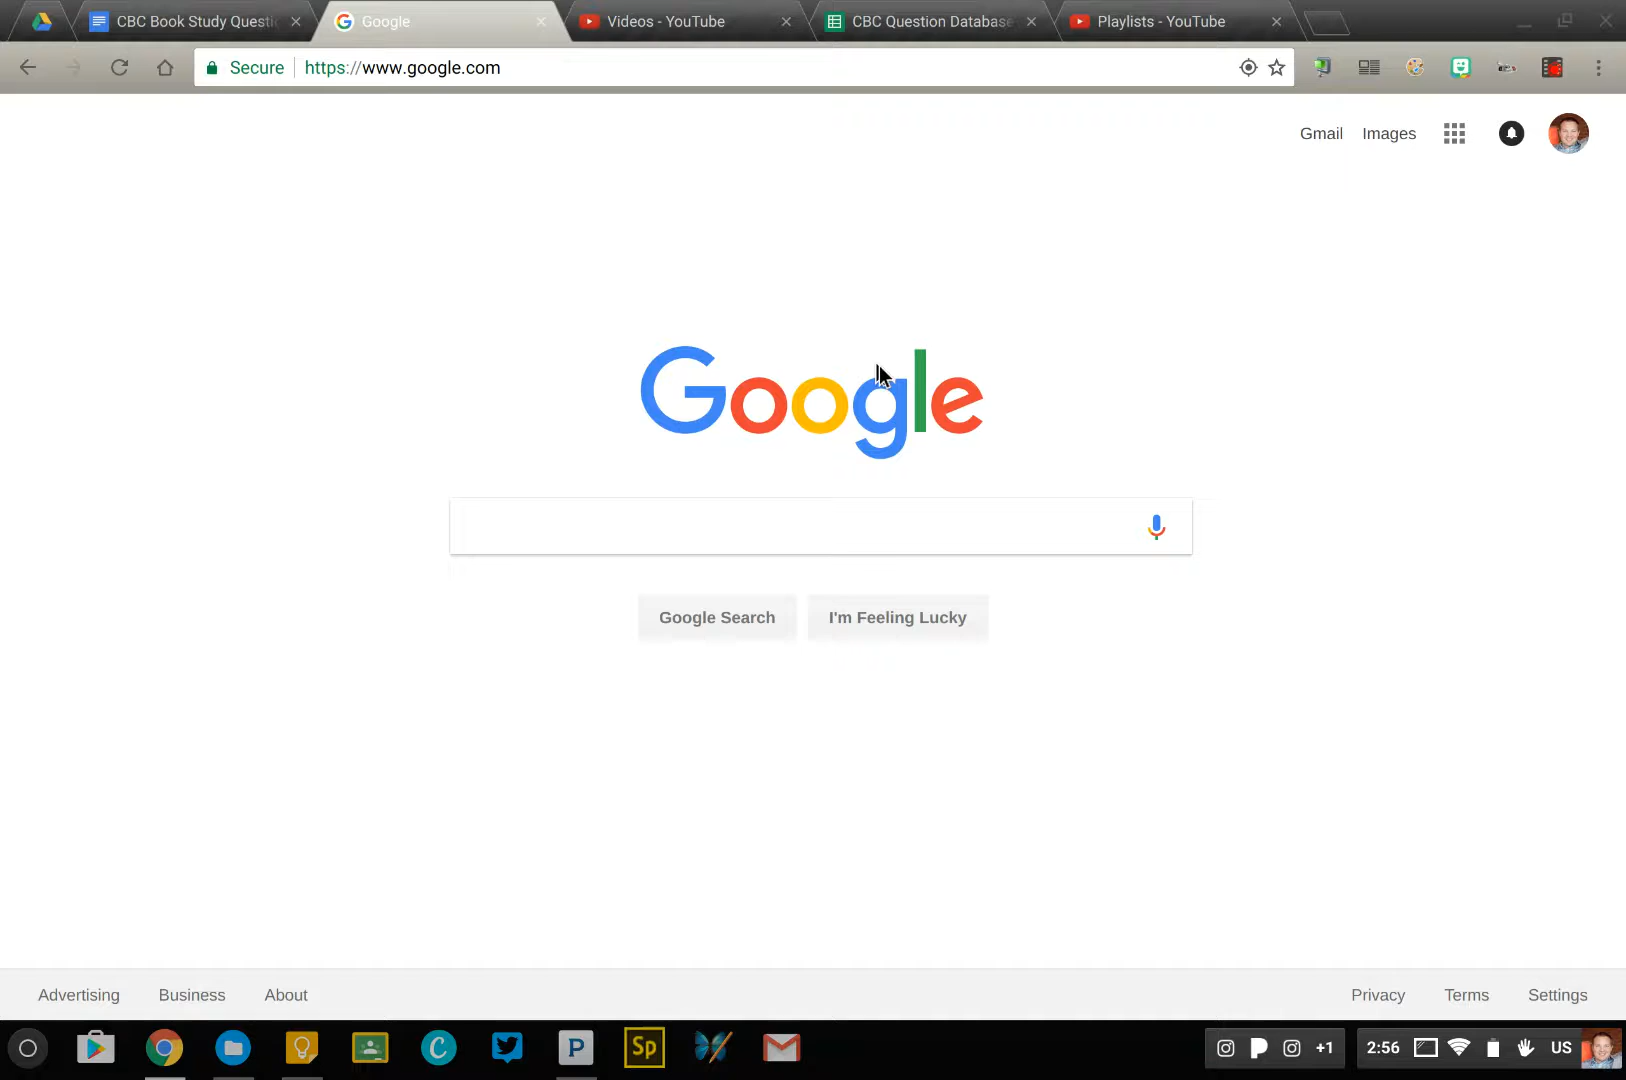 CBC Book Study Questi
Google
Videos - YouTube
CBC Question Database
Playlists - YouTube
Secure https://www.google.com
Gmail Images
Google
Google Search I'm Feeling Lucky
Advertising Business About Privacy Terms Settings
C P Sp +1 2:56 US